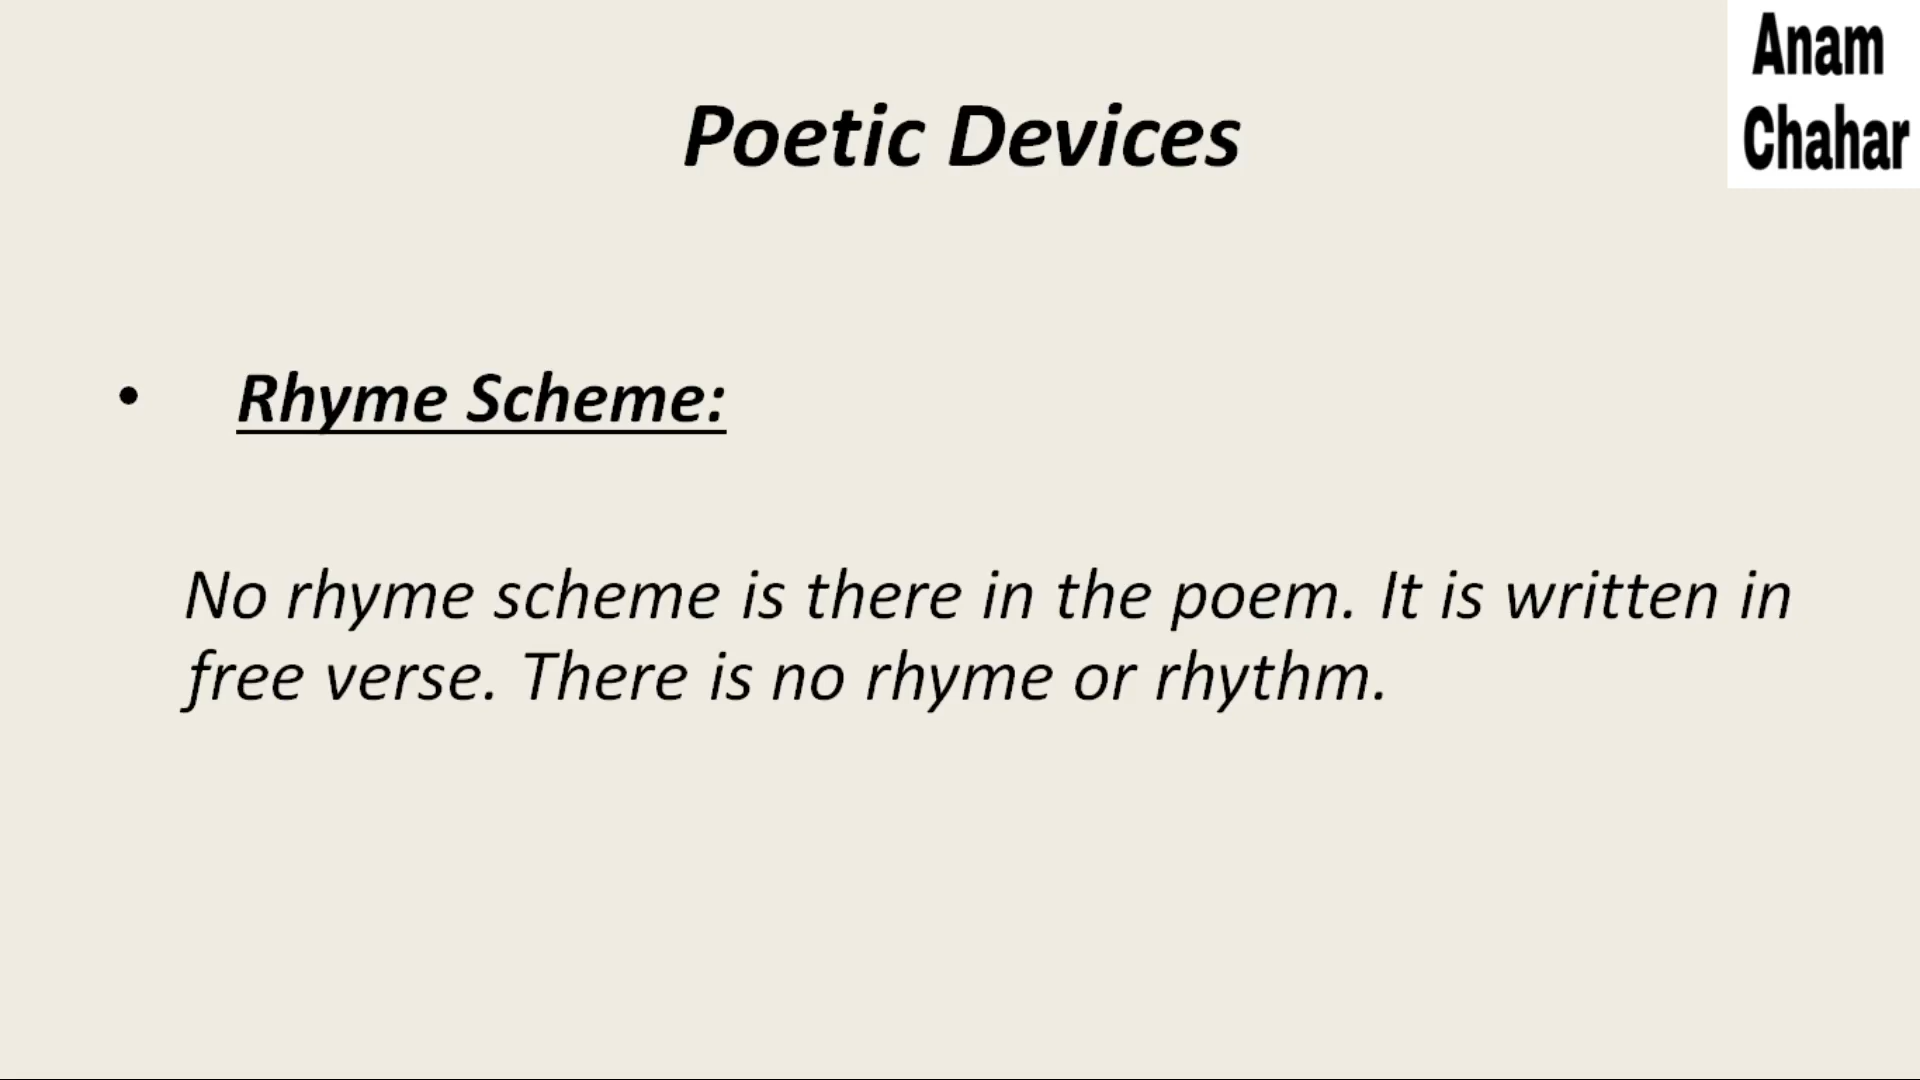 Anam
Chahar
Poetic Devices
• Rhyme Scheme:
No rhyme scheme is there in the poem. It is written in
free verse. There is no rhyme or rhythm.